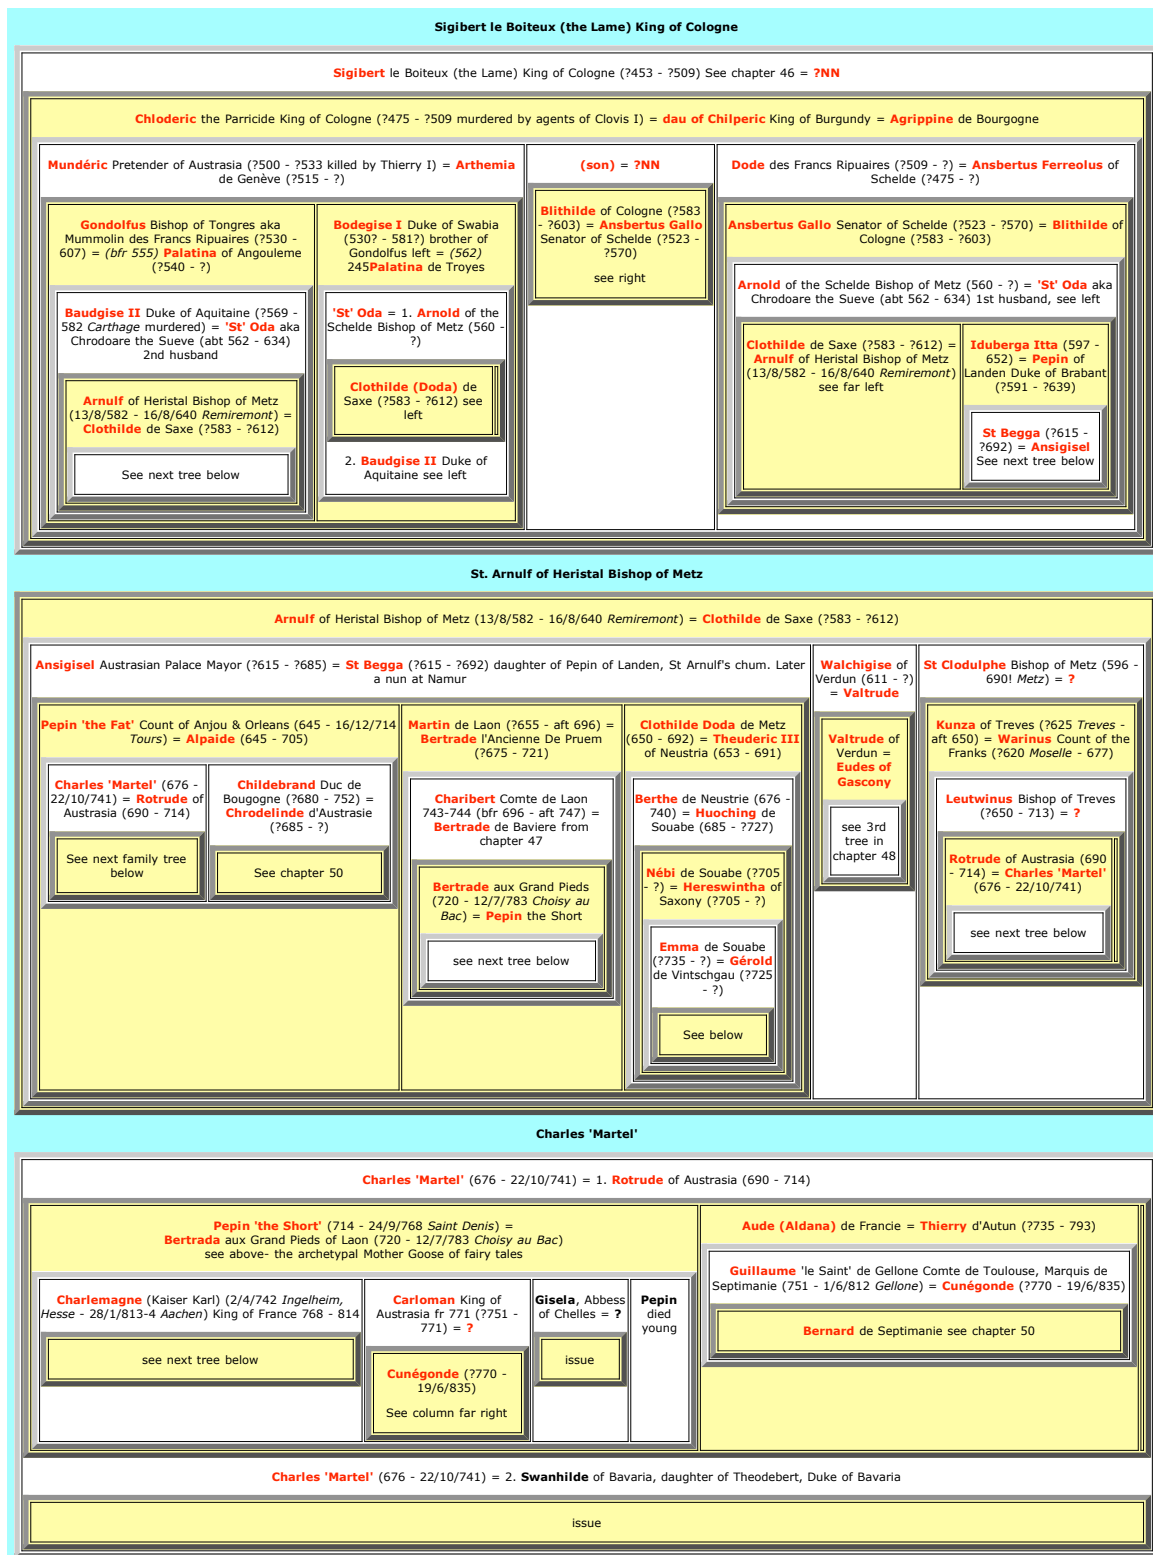 Sigibert le Boiteux (the Lame) King of Cologne
Sigibert le Boiteux (the Lame) King of Cologne (?453 - ?509) See chapter 46 = ?NN
Chloderic the Parricide King of Cologne (?475 - ?509 murdered by agents of Clovis I) = dau of Chilperic King of Burgundy = Agrippine de Bourgogne
Mundéric Pretender of Austrasia (?500 - ?533 killed by Thierry I) = Arthemia
de Genève (?515 - ?)
Gondolfus Bishop of Tongres aka
Mummolin des Francs Ripuaires (?530 -
607) = (bfr 555) Palatina of Angouleme
(?540 - ?)
Baudgise II Duke of Aquitaine (?569 -
582 Carthage murdered) = 'St' Oda aka
Chrodoare the Sueve (abt 562 - 634)
2nd husband
Arnulf of Heristal Bishop of Metz
(13/8/582 - 16/8/640 Remiremont) =
Clothilde de Saxe (?583 - ?612)
See next tree below
Bodegise I Duke of Swabia
(530? - 581?) brother of
Gondolfus left = (562)
245Palatina de Troyes
'St' Oda = 1. Arnold of the
Schelde Bishop of Metz (560 -
?)
Clothilde (Doda) de
Saxe (?583 - ?612) see
left
2. Baudgise II Duke of
Aquitaine see left
(son) = ?NN
Blithilde of Cologne (?583
- ?603) = Ansbertus Gallo
Senator of Schelde (?523 -
?570)
see right
Dode des Francs Ripuaires (?509 - ?) = Ansbertus Ferreolus of
Schelde (?475 - ?)
Ansbertus Gallo Senator of Schelde (?523 - ?570) = Blithilde of
Cologne (?583 - ?603)
Arnold of the Schelde Bishop of Metz (560 - ?) = 'St' Oda aka
Chrodoare the Sueve (abt 562 - 634) 1st husband, see left
Clothilde de Saxe (?583 - ?612) =
Arnulf of Heristal Bishop of Metz
(13/8/582 - 16/8/640 Remiremont)
see far left
Iduberga Itta (597 -
652) = Pepin of
Landen Duke of Brabant
(?591 - ?639)
St Begga (?615 -
?692) = Ansigisel
See next tree below
St. Arnulf of Heristal Bishop of Metz
Arnulf of Heristal Bishop of Metz (13/8/582 - 16/8/640 Remiremont) = Clothilde de Saxe (?583 - ?612)
Ansigisel Austrasian Palace Mayor (?615 - ?685) = St Begga (?615 - ?692) daughter of Pepin of Landen, St Arnulf's chum. Later
a nun at Namur
Pepin 'the Fat' Count of Anjou & Orleans (645 - 16/12/714
Tours) = Alpaide (645 - 705)
Charles 'Martel' (676 -
22/10/741) = Rotrude of
Austrasia (690 - 714)
See next family tree
below
Childebrand Duc de
Bougogne (?680 - 752) =
Chrodelinde d'Austrasie
(?685 - ?)
See chapter 50
Martin de Laon (?655 - aft 696) =
Bertrade l'Ancienne De Pruem
(?675 - 721)
Charibert Comte de Laon
743-744 (bfr 696 - aft 747) =
Bertrade de Baviere from
chapter 47
Bertrade aux Grand Pieds
(720 - 12/7/783 Choisy au
Bac) = Pepin the Short
see next tree below
Clothilde Doda de Metz
(650 - 692) = Theuderic III
of Neustria (653 - 691)
Berthe de Neustrie (676 -
740) = Huoching de
Souabe (685 - ?727)
Nébi de Souabe (?705
- ?) = Hereswintha of
Saxony (?705 - ?)
Emma de Souabe
(?735 - ?) = Gérold
de Vintschgau (?725
- ?)
See below
Walchigise of
Verdun (611 - ?)
= Valtrude
Valtrude of
Verdun =
Eudes of
Gascony
see 3rd
tree in
chapter 48
St Clodulphe Bishop of Metz (596 -
690! Metz) = ?
Kunza of Treves (?625 Treves -
aft 650) = Warinus Count of the
Franks (?620 Moselle - 677)
Leutwinus Bishop of Treves
(?650 - 713) = ?
Rotrude of Austrasia (690
- 714) = Charles 'Martel'
(676 - 22/10/741)
see next tree below
Charles 'Martel'
Charles 'Martel' (676 - 22/10/741) = 1. Rotrude of Austrasia (690 - 714)
Pepin 'the Short' (714 - 24/9/768 Saint Denis) =
Bertrada aux Grand Pieds of Laon (720 - 12/7/783 Choisy au Bac)
see above- the archetypal Mother Goose of fairy tales
Charlemagne (Kaiser Karl) (2/4/742 Ingelheim,
Hesse - 28/1/813-4 Aachen) King of France 768 - 814
see next tree below
Carloman King of
Austrasia fr 771 (?751 -
771) = ?
Cunégonde (?770 -
19/6/835)
See column far right
Gisela, Abbess
of Chelles = ?
issue
Pepin
died
young
Aude (Aldana) de Francie = Thierry d'Autun (?735 - 793)
Guillaume 'le Saint' de Gellone Comte de Toulouse, Marquis de
Septimanie (751 - 1/6/812 Gellone) = Cunégonde (?770 - 19/6/835)
Bernard de Septimanie see chapter 50
Charles 'Martel' (676 - 22/10/741) = 2. Swanhilde of Bavaria, daughter of Theodebert, Duke of Bavaria
issue